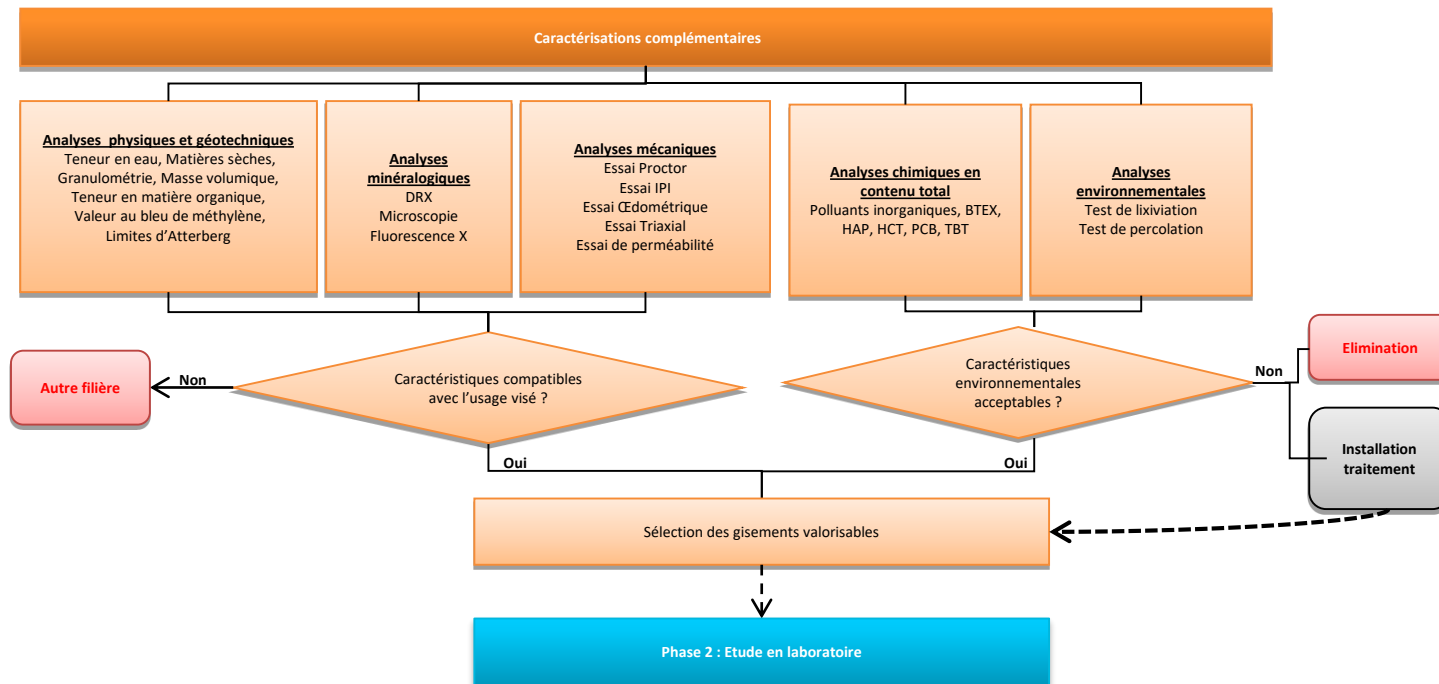 Caractérisations complémentaires
Analyses physiques et géotechniques
Teneur en eau, Matières sèches,
Granulométrie, Masse volumique,
Teneur en matière organique,
Valeur au bleu de méthylène,
Limites d’Atterberg
Analyses
minéralogiques
DRX
Microscopie
Fluorescence X
Analyses mécaniques
Essai Proctor
Essai IPI
Essai Œdométrique
Essai Triaxial
Essai de perméabilité
Analyses chimiques en
contenu total
Polluants inorganiques, BTEX,
HAP, HCT, PCB, TBT
Analyses
environnementales
Test de lixiviation
Test de percolation
Autre filière
Non
Caractéristiques compatibles
avec l’usage visé ?
Caractéristiques
environnementales
acceptables ?
Non
Elimination
Installation
traitement
Oui
Oui
Sélection des gisements valorisables
Phase 2 : Etude en laboratoire